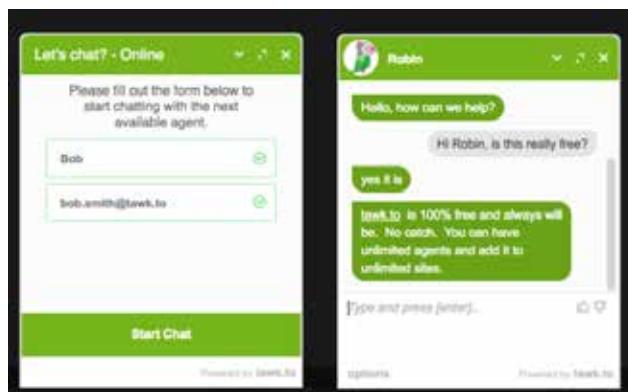 Let's chat? - Online
Please fill out the form below to
start chatting with the next
available agent.
Bob
bob.smith@tawk.to
Start Chat
Powered by tawk.to
Robin
Hello, how can we help?
Hi Robin, is this really free?
yes it is
tawk.to is 100% free and always will
be. No catch. You can have
unlimited agents and add it to
unlimited sites.
Type and press [enter]..
options
Powered by tawk.to